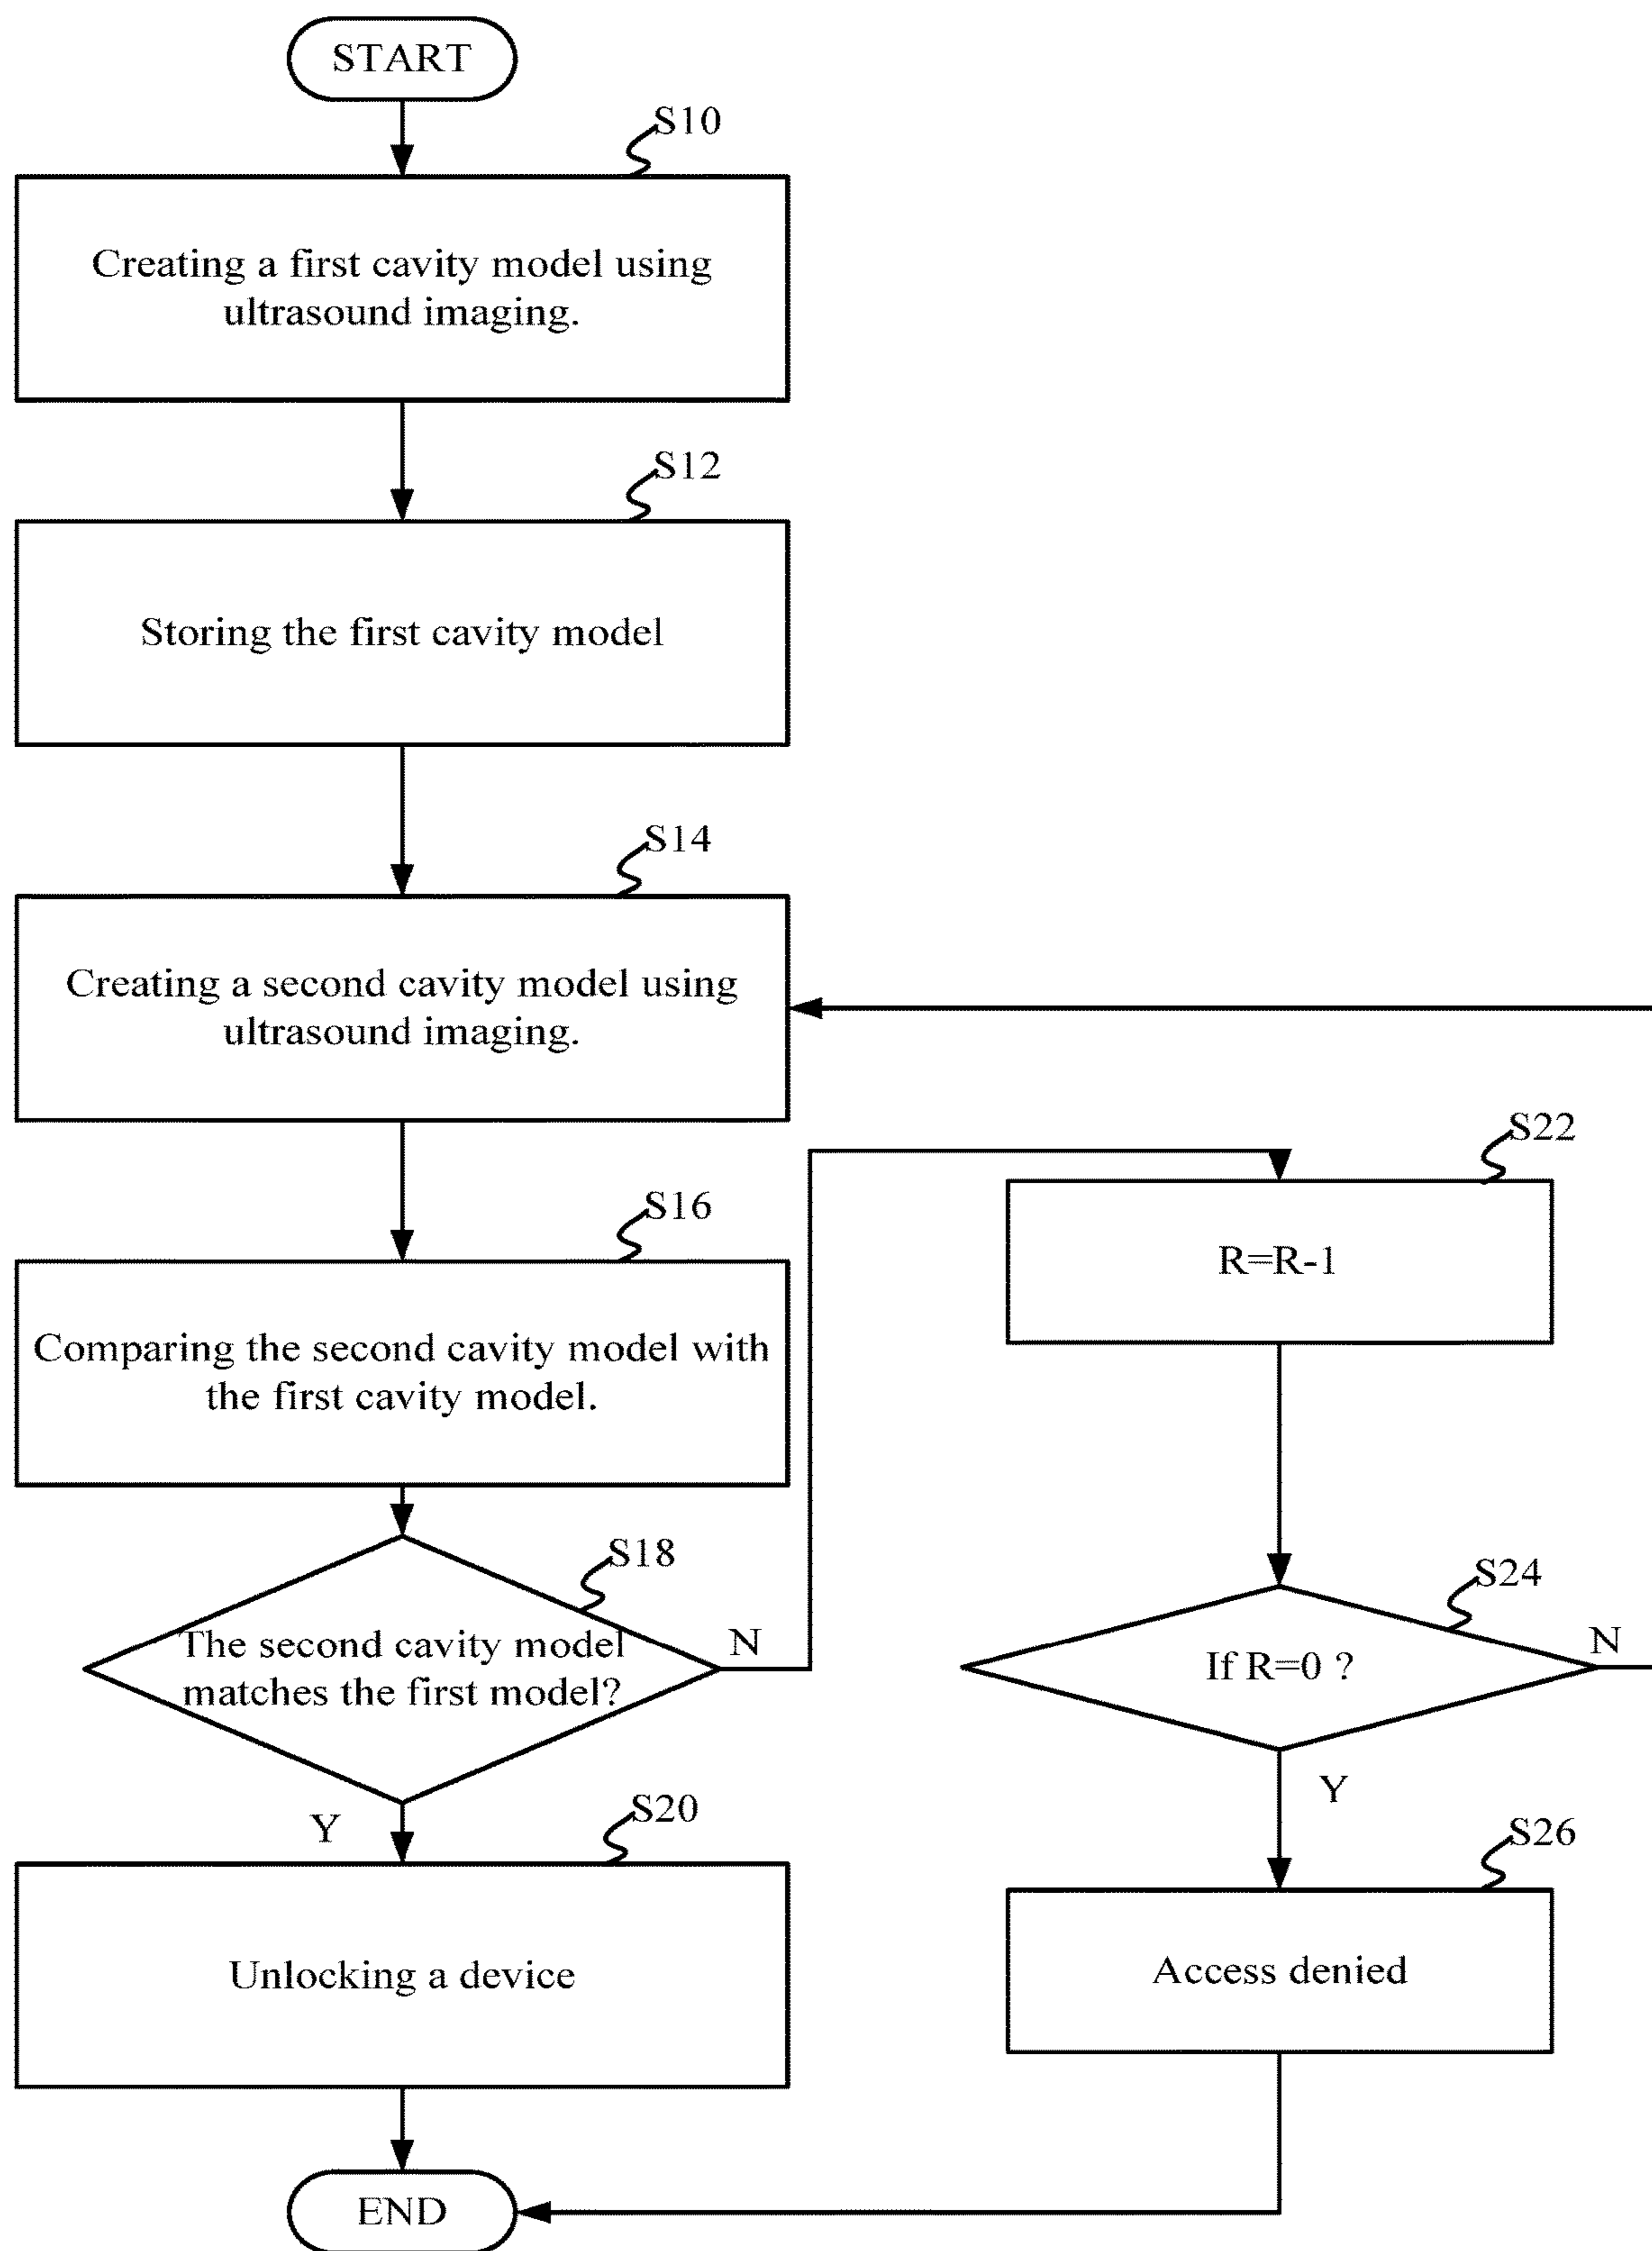 START
S10
Creating a first cavity model using
ultrasound imaging.
S12
Storing the first cavity model
S14
Creating a second cavity model using
ultrasound imaging.
S16
Comparing the second cavity model with
the first cavity model.
S18
The second cavity model
matches the first model?
N
Y
S20
Unlocking a device
END
S22
R=R-1
S24
If R=0 ?
N
Y
S26
Access denied